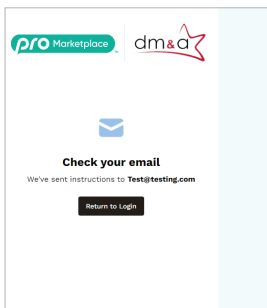 pro Marketplace
dm&a
Check your email
We've sent instructions to Test@testing.com
Return to Login